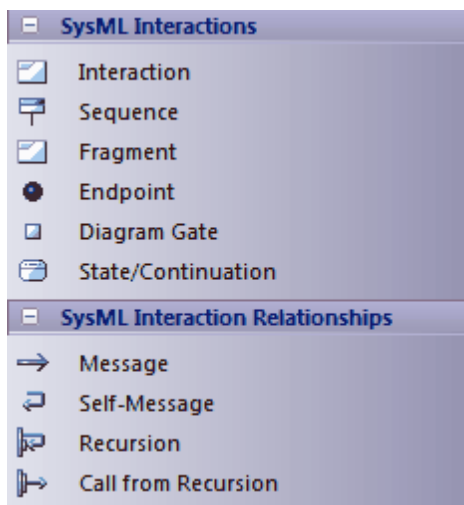 SysML Interactions
Interaction
Sequence
Fragment
Endpoint
Diagram Gate
State/Continuation
SysML Interaction Relationships
Message
Self-Message
Recursion
Call from Recursion